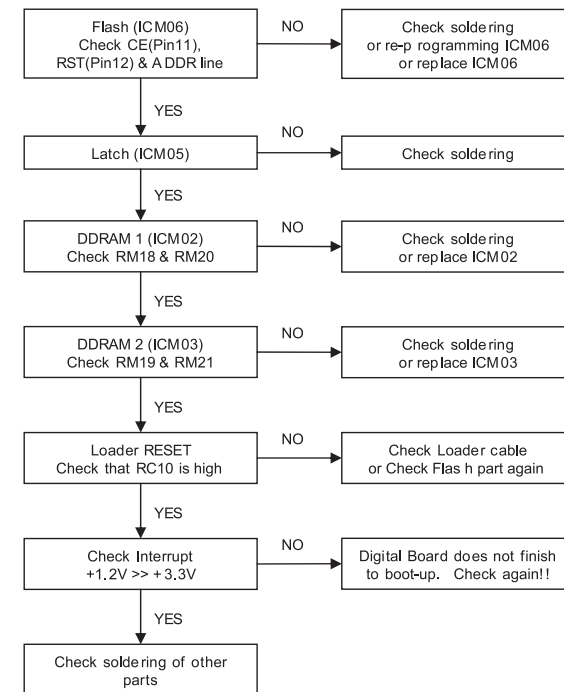 Flash (ICM06)
Check CE(Pin11),
RST(Pin12) & A DDR line
NO
Check soldering
or re-p rogramming ICM06
or replace ICM06
YES
Latch (ICM05)
NO
Check soldering
YES
DDRAM 1 (ICM02)
Check RM18 & RM20
NO
Check soldering
or replace ICM02
YES
DDRAM 2 (ICM03)
Check RM19 & RM21
NO
Check soldering
or replace ICM03
YES
Loader RESET
Check that RC10 is high
NO
Check Loader cable
or Check Flas h part again
YES
Check Interrupt
+1.2V >> +3.3V
NO
Digital Board does not finish
to boot-up. Check again!!
YES
Check soldering of other
parts